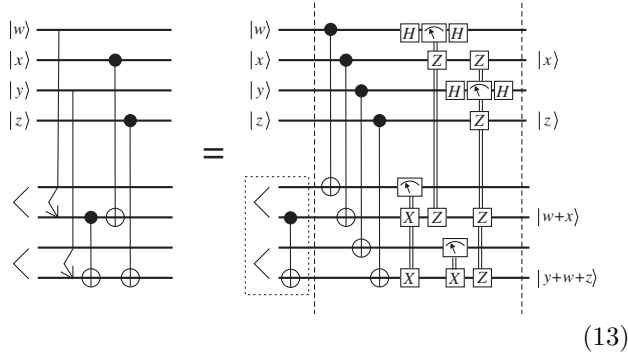 |w⟩ |w⟩ H H
|x⟩ |x⟩ Z Z |x⟩
|y⟩ |y⟩ H H
|z⟩ |z⟩ Z |z⟩
=
X Z Z |w+x⟩
X X Z |y+w+z⟩
(13)